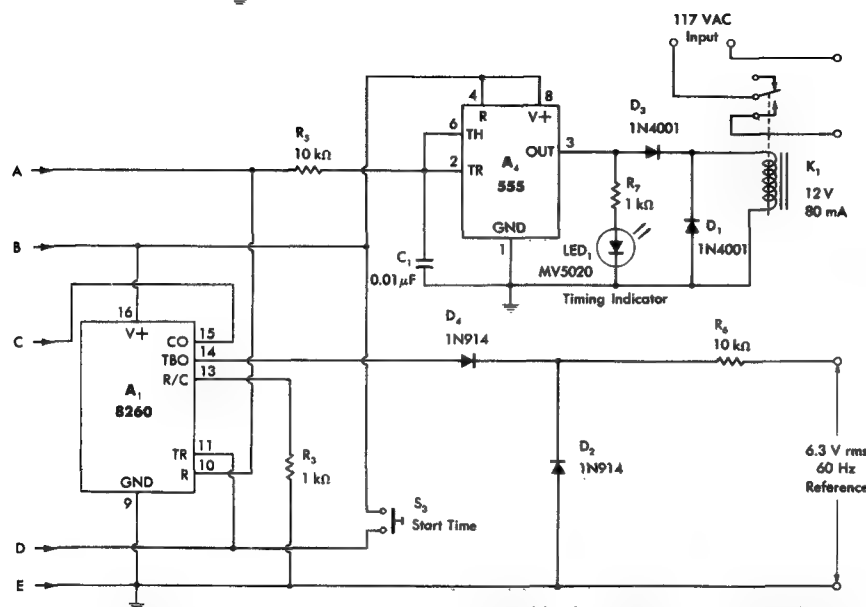 117 VAC
Input
4
8
R
V+
6
TH
2
TR
OUT
3
A4
555
GND
1
D3
1N4001
K1
12 V
80 mA
R5
10 kΩ
R7
1 kΩ
D1
1N4001
LED1
MV5020
C1
0.01 μF
Timing Indicator
A
B
C
D
E
16
V+
CO
15
TBO
14
R/C
13
A1
8260
TR
11
R
10
GND
9
R3
1 kΩ
S3
Start Time
D4
1N914
D2
1N914
R6
10 kΩ
6.3 V rms
60 Hz
Reference